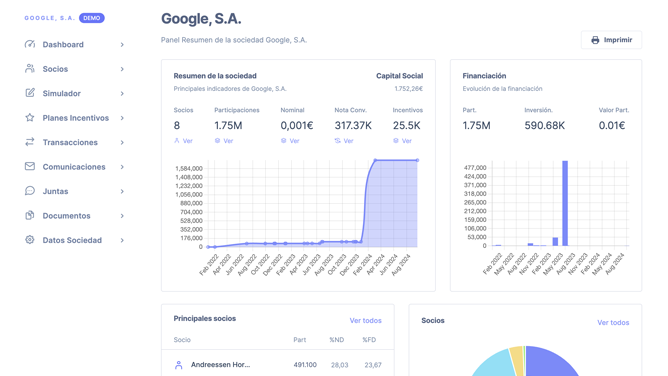 GOOGLE, S.A. DEMO
Dashboard
Socios
Simulador
Planes Incentivos
Transacciones
Comunicaciones
Juntas
Documentos
Datos Sociedad
Google, S.A.
Panel Resumen de la sociedad Google, S.A.
Imprimir
Resumen de la sociedad Capital Social
Principales indicadores de Google, S.A. 1.752,26€
Socios Participaciones Nominal Nota Conv. Incentivos
8 1.75M 0,001€ 317.37K 25.5K
Ver Ver Ver Ver Ver
1,584,000
1,408,000
1,232,000
1,056,000
880,000
704,000
528,000
352,000
176,000
0
Feb 2022 Apr 2022 Jun 2022 Aug 2022 Oct 2022 Dec 2022 Feb 2023 Apr 2023 Jun 2023 Aug 2023 Oct 2023 Dec 2023 Feb 2024 Apr 2024 Jun 2024 Aug 2024
Financiación
Evolución de la financiación
Part. Inversión. Valor Part.
1.75M 590.68K 0.01€
477,000
424,000
371,000
318,000
265,000
212,000
159,000
106,000
53,000
0
Feb 2022 May 2022 Aug 2022 Nov 2022 Feb 2023 May 2023 Aug 2023 Nov 2023 Feb 2024 May 2024 Aug 2024
Principales socios Ver todos
Socio Part %ND %FD
Andreessen Hor... 491.100 28,03 23,67
Socios Ver todos